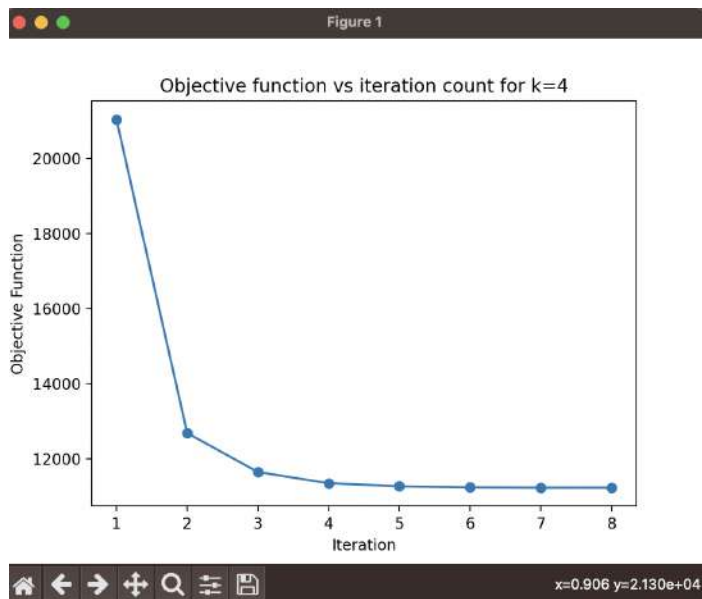 Figure 1
Objective function vs iteration count for k=4
20000
18000
16000
14000
12000
Objective Function
1 2 3 4 5 6 7 8
Iteration
x=0.906 y=2.130e+04